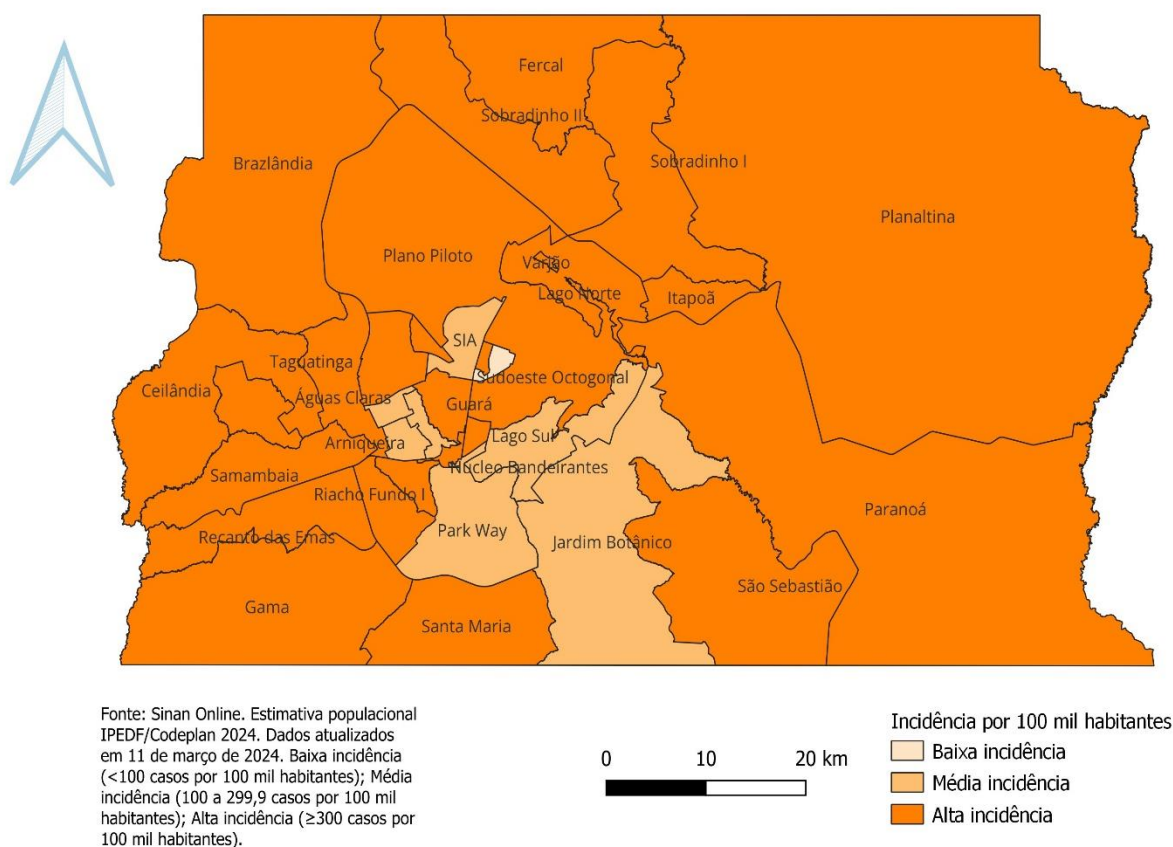 Fercal
Sobradinho II
Brazlândia
Sobradinho I
Planaltina
Plano Piloto
Varjão
Lago Norte
Itapoã
SIA
Taguatinga
Sudoeste Octogonal
Ceilândia
Águas Claras
Guará
Lago Sul
Arniqueira
Núcleo Bandeirantes
Samambaia
Riacho Fundo I
Paranoá
Park Way
Recanto das Emas
Jardim Botânico
São Sebastião
Gama
Santa Maria
Fonte: Sinan Online. Estimativa populacional
IPEDF/Codeplan 2024. Dados atualizados
em 11 de março de 2024. Baixa incidência
(<100 casos por 100 mil habitantes); Média
incidência (100 a 299,9 casos por 100 mil
habitantes); Alta incidência (≥300 casos por
100 mil habitantes).
0 10 20 km
Incidência por 100 mil habitantes
Baixa incidência
Média incidência
Alta incidência